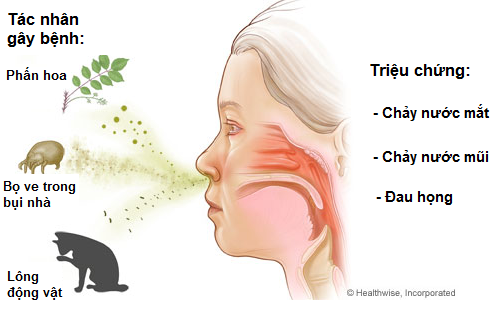 Tác nhân
gây bệnh:
Phấn hoa
Bọ ve trong
bụi nhà
Lông
động vật
Triệu chứng:
- Chảy nước mắt
- Chảy nước mũi
- Đau họng
© Healthwise, Incorporated